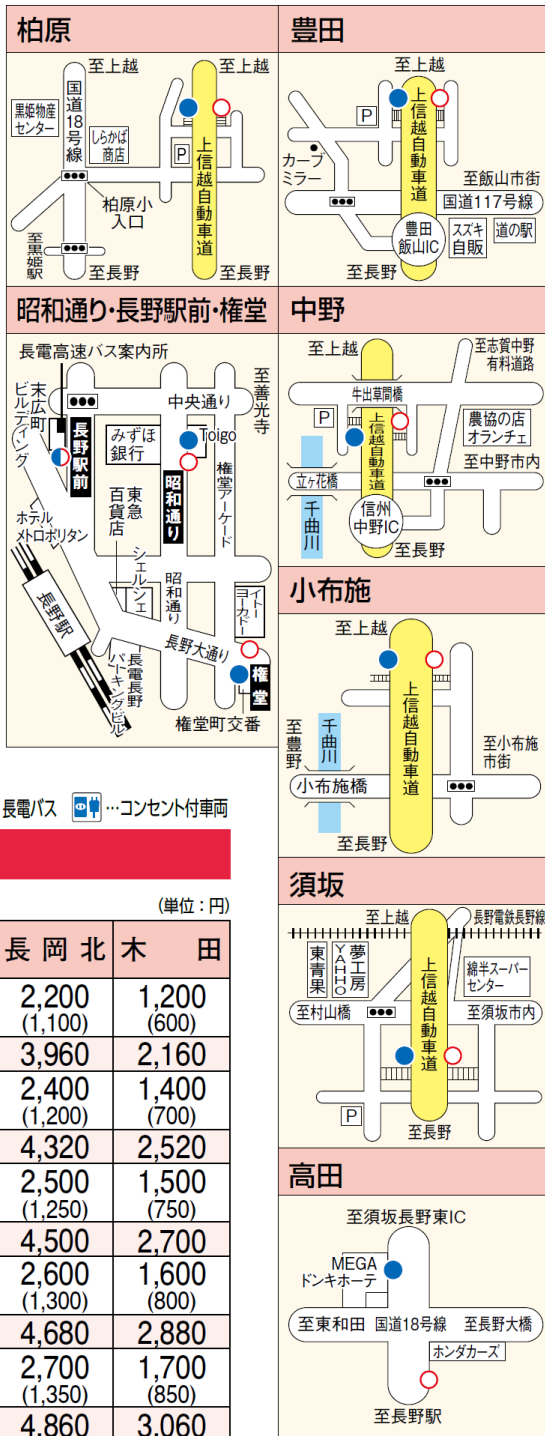 柏原
至上越
至上越
国道18号線
黒姫物産
センター
しらかば
商店
P
上信越自動車道
柏原小
入口
至黒姫駅
至長野
至長野
豊田
至上越
P
上信越自動車道
カーブ
ミラー
至飯山市街
国道117号線
豊田
飯山IC
スズキ
自販
道の駅
至長野
昭和通り・長野駅前・権堂
長電高速バス案内所
末広町
ビルディング
中央通り
至善光寺
長野駅前
みずほ
銀行
Toigo
昭和通り
権堂アーケード
東急
百貨店
ホテル
メトロポリタン
シェルシェ
昭和通り
イトー
ヨーカドー
長野駅
長野大通り
長電長野
パーキングビル
権堂
権堂町交番
中野
至上越
至志賀中野
有料道路
牛出草間橋
P
上信越自動車道
農協の店
オランチェ
至中野市内
立ヶ花橋
千曲川
信州
中野IC
至長野
小布施
至上越
上信越自動車道
至豊野
千曲川
至小布施
市街
小布施橋
至長野
長電バス …コンセント付車両
(単位：円)
長岡北 木田
2,200 1,200
(1,100) (600)
3,960 2,160
2,400 1,400
(1,200) (700)
4,320 2,520
2,500 1,500
(1,250) (750)
4,500 2,700
2,600 1,600
(1,300) (800)
4,680 2,880
2,700 1,700
(1,350) (850)
4,860 3,060
須坂
至上越
長野電鉄長野線
東青果
夢工房
YAHHO
上信越自動車道
綿半スーパー
センター
至村山橋
至須坂市内
P
至長野
高田
至須坂長野東IC
MEGA
ドンキホーテ
至東和田 国道18号線 至長野大橋
ホンダカーズ
至長野駅